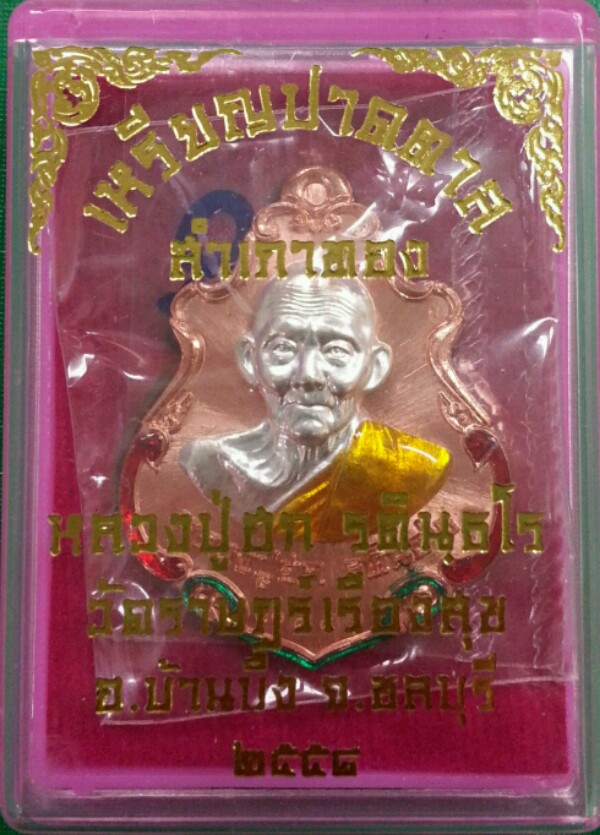 เหรียญปาดตาล
สำเภาทอง
หลวงปู่ฮก รตินฺธโร
วัดราษฎร์เรืองสุข
อ.บ้านบึง จ.ชลบุรี
๒๕๕๘